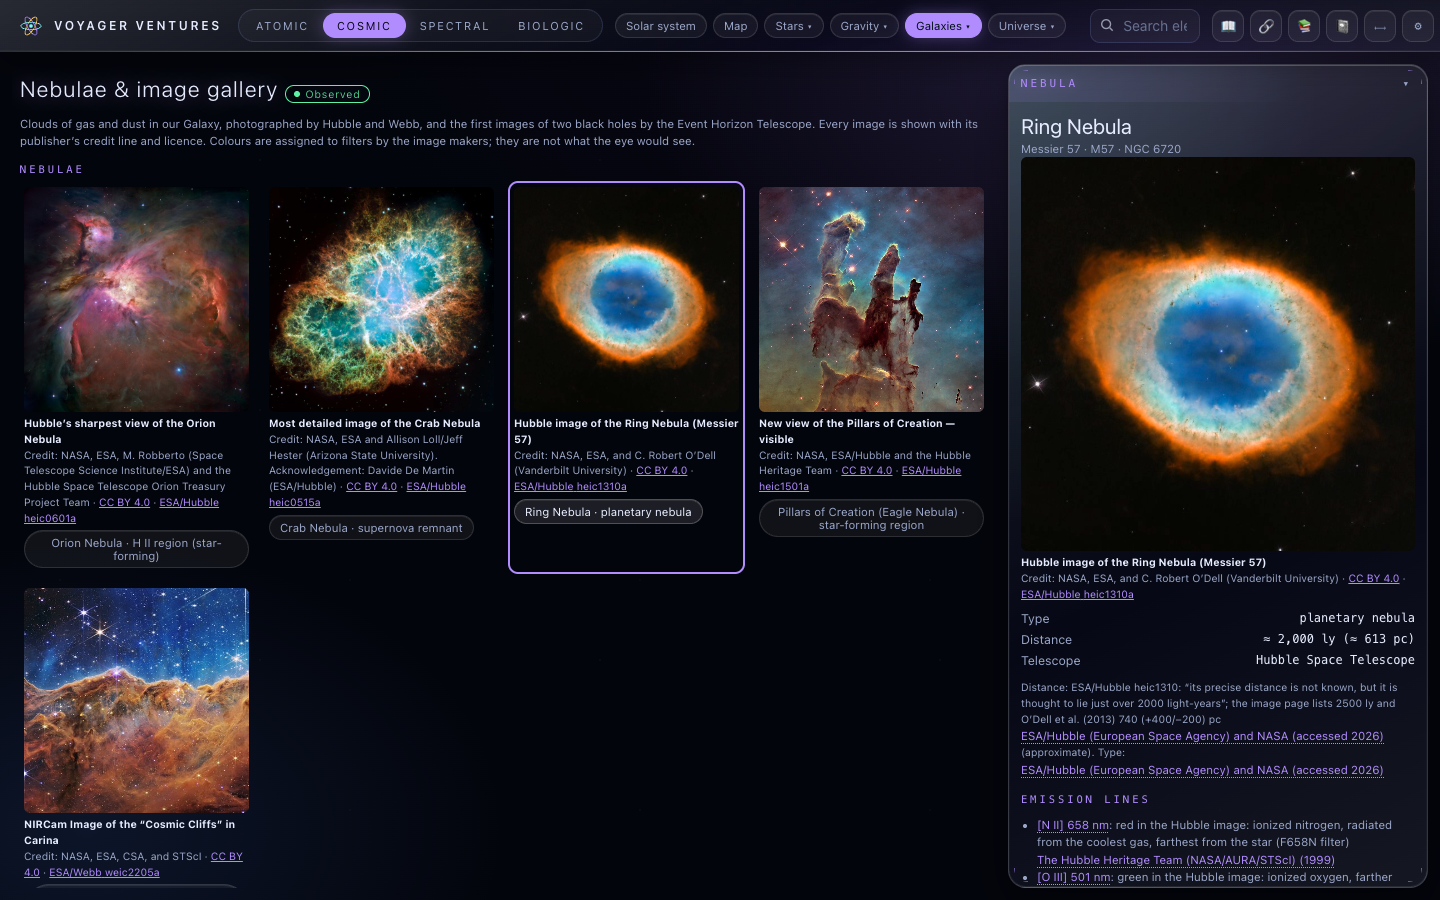 VOYAGER VENTURES
ATOMIC
COSMIC
SPECTRAL
BIOLOGIC
Solar system
Map
Stars ▾
Gravity ▾
Galaxies ▾
Universe ▾
Search ele
Nebulae & image gallery
Observed
Clouds of gas and dust in our Galaxy, photographed by Hubble and Webb, and the first images of two black holes by the Event Horizon Telescope. Every image is shown with its
publisher's credit line and licence. Colours are assigned to filters by the image makers; they are not what the eye would see.
NEBULAE
Hubble's sharpest view of the Orion
Nebula
Credit: NASA, ESA, M. Robberto (Space
Telescope Science Institute/ESA) and the
Hubble Space Telescope Orion Treasury
Project Team · CC BY 4.0 · ESA/Hubble
heic0601a
Orion Nebula · H II region (star-
forming)
Most detailed image of the Crab Nebula
Credit: NASA, ESA and Allison Loll/Jeff
Hester (Arizona State University).
Acknowledgement: Davide De Martin
(ESA/Hubble) · CC BY 4.0 · ESA/Hubble
heic0515a
Crab Nebula · supernova remnant
Hubble image of the Ring Nebula (Messier
57)
Credit: NASA, ESA, and C. Robert O'Dell
(Vanderbilt University) · CC BY 4.0 ·
ESA/Hubble heic1310a
Ring Nebula · planetary nebula
New view of the Pillars of Creation —
visible
Credit: NASA, ESA/Hubble and the Hubble
Heritage Team · CC BY 4.0 · ESA/Hubble
heic1501a
Pillars of Creation (Eagle Nebula) ·
star-forming region
NIRCam Image of the "Cosmic Cliffs" in
Carina
Credit: NASA, ESA, CSA, and STScI · CC BY
4.0 · ESA/Webb weic2205a
NEBULA
Ring Nebula
Messier 57 · M57 · NGC 6720
Hubble image of the Ring Nebula (Messier 57)
Credit: NASA, ESA, and C. Robert O'Dell (Vanderbilt University) · CC BY 4.0 ·
ESA/Hubble heic1310a
Type planetary nebula
Distance ≈ 2,000 ly (≈ 613 pc)
Telescope Hubble Space Telescope
Distance: ESA/Hubble heic1310: "its precise distance is not known, but it is
thought to lie just over 2000 light-years"; the image page lists 2500 ly and
O'Dell et al. (2013) 740 (+400/−200) pc
ESA/Hubble (European Space Agency) and NASA (accessed 2026)
(approximate). Type:
ESA/Hubble (European Space Agency) and NASA (accessed 2026)
EMISSION LINES
• [N II] 658 nm: red in the Hubble image: ionized nitrogen, radiated
from the coolest gas, farthest from the star (F658N filter)
The Hubble Heritage Team (NASA/AURA/STScI) (1999)
• [O III] 501 nm: green in the Hubble image: ionized oxygen, farther